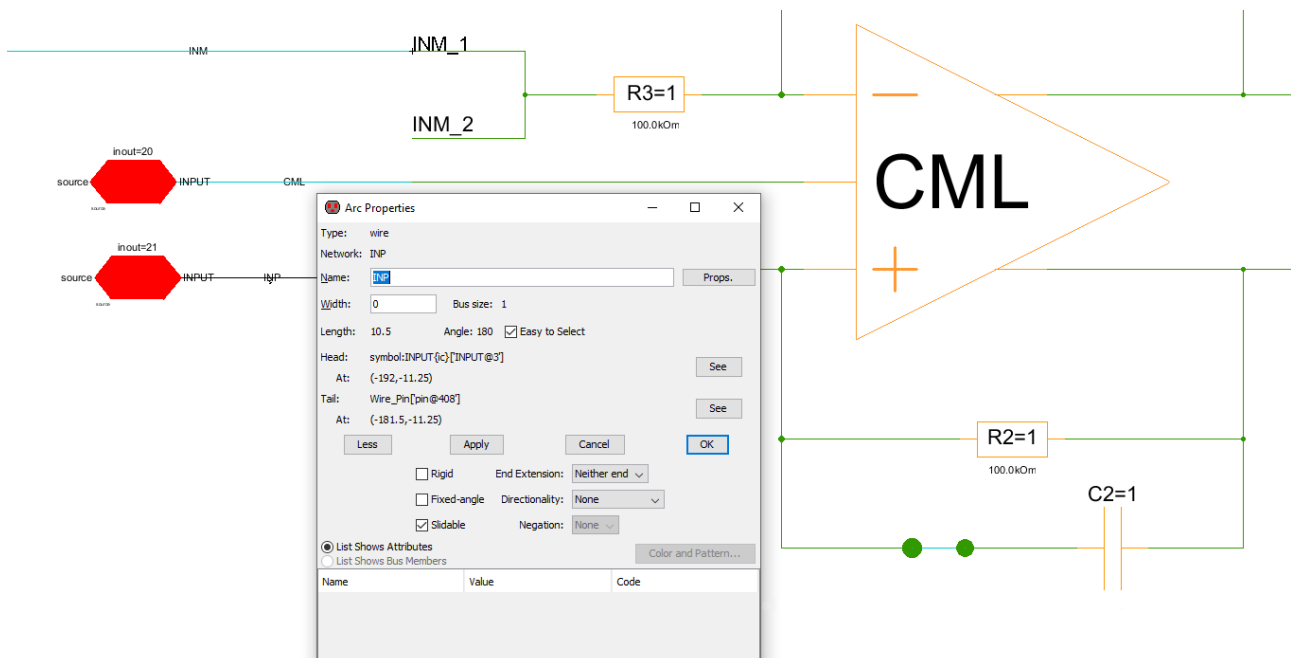 INM
INM_1
R3=1
100.0kOm
INM_2
inout=20
source
INPUT
CML
source
inout=21
source
INPUT
INP
source
CML
Arc Properties
Type: wire
Network: INP
Name: INP
Props.
Width: 0
Bus size: 1
Length: 10.5
Angle: 180
Easy to Select
Head: symbol:INPUT{ic}['INPUT@3']
See
At: (-192,-11.25)
Tail: Wire_Pin['pin@408']
See
At: (-181.5,-11.25)
Less
Apply
Cancel
OK
Rigid
End Extension: Neither end
Fixed-angle
Directionality: None
Slidable
Negation: None
List Shows Attributes
List Shows Bus Members
Color and Pattern...
Name
Value
Code
R2=1
100.0kOm
C2=1